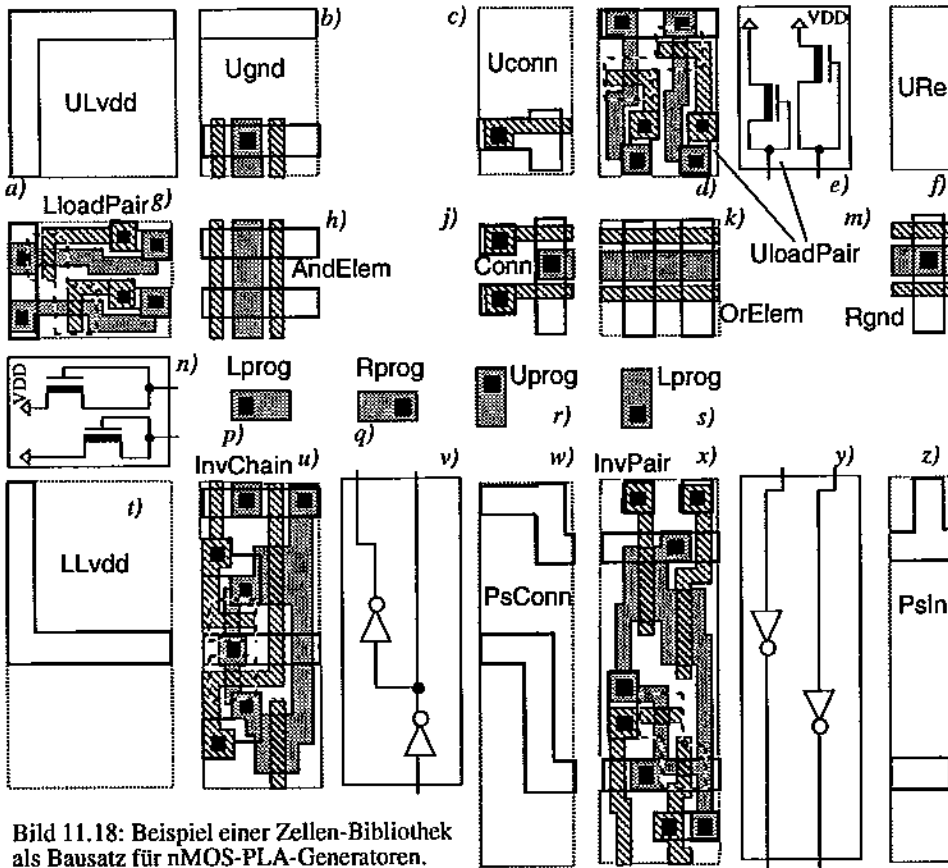 b)
c)
VDD
Ugnd
Uconn
URe
ULvdd
a)
d)
e)
f)
LloadPair g)
h)
j)
k)
m)
UloadPair
AndElem
Conn
OrElem
Rgnd
n)
VDD
Lprog
Rprog
Uprog
Lprog
p)
q)
r)
s)
InvChain
u)
v)
w)
InvPair
x)
y)
z)
t)
LLvdd
PsConn
PsIn
Bild 11.18: Beispiel einer Zellen-Bibliothek
als Bausatz für nMOS-PLA-Generatoren.